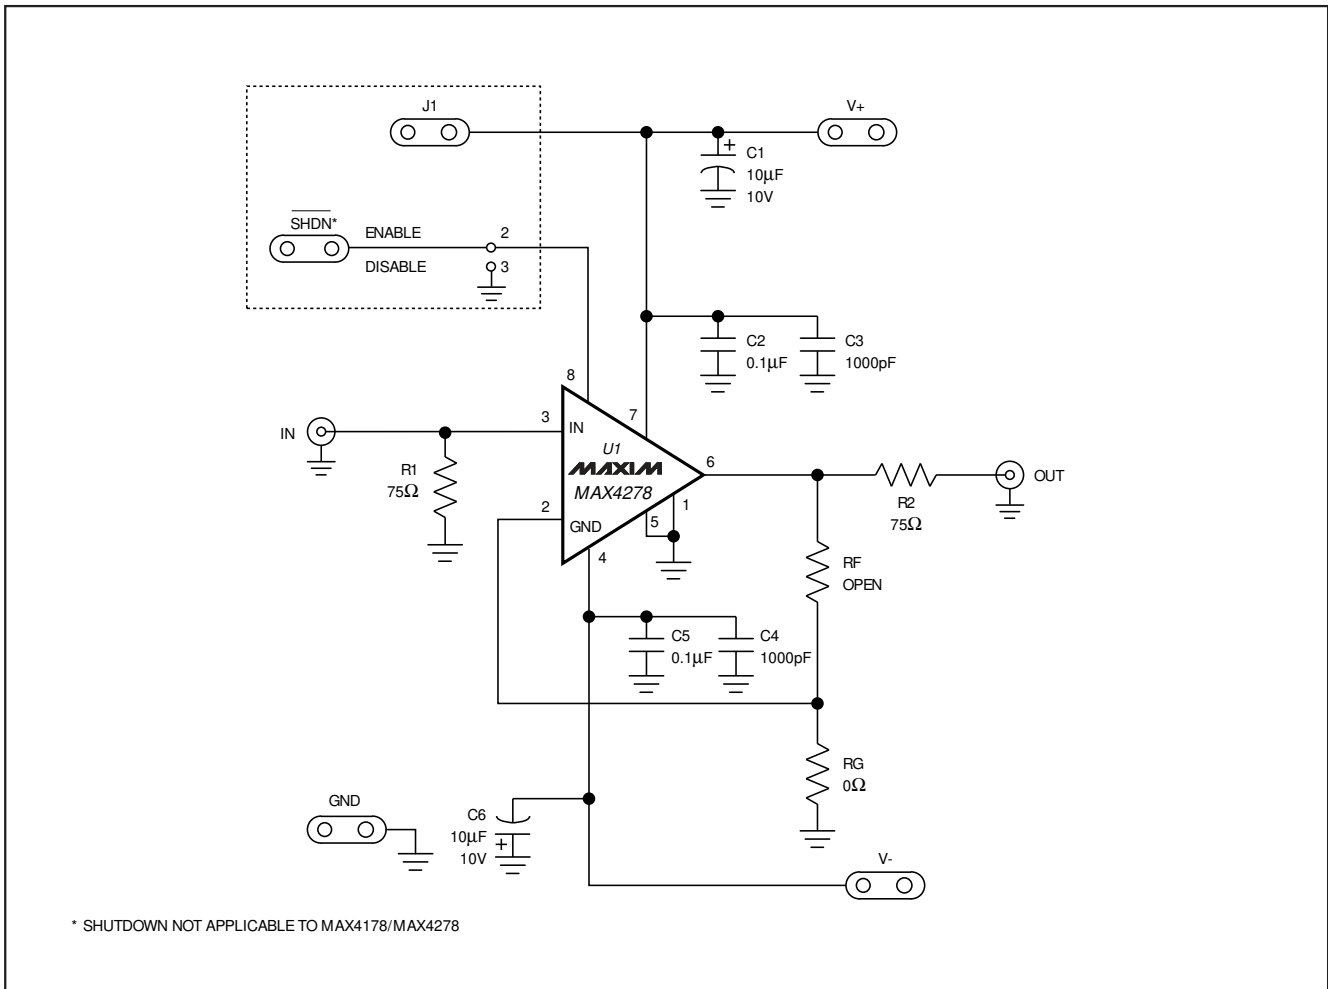 J1
V+
C1
10µF
10V
SHDN*
ENABLE
2
DISABLE
3
C2
0.1µF
C3
1000pF
8
7
3
IN
IN
U1
MAXIM
MAX4278
6
OUT
R1
75Ω
R2
75Ω
2
GND
5
1
4
RF
OPEN
C5
0.1µF
C4
1000pF
RG
0Ω
GND
C6
10µF
10V
V-
* SHUTDOWN NOT APPLICABLE TO MAX4178/MAX4278